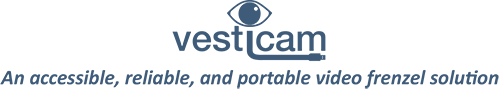 vesticam
An accessible, reliable, and portable video frenzel solution